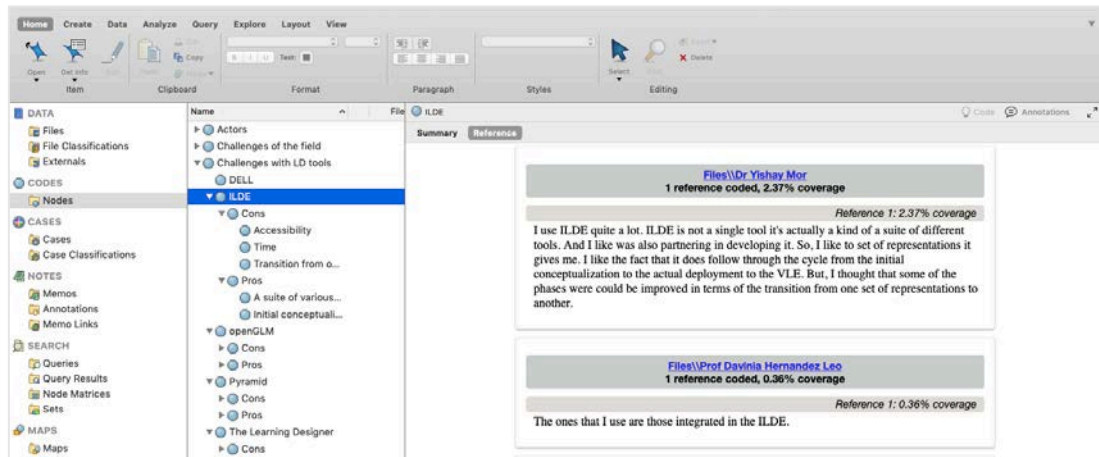 Home Create Data Analyze Query Explore Layout View
Open Get Info Copy Text: Select Delete
Item Clipboard Format Paragraph Styles Editing
DATA
Files
File Classifications
Externals
CODES
Nodes
CASES
Cases
Case Classifications
NOTES
Memos
Annotations
Memo Links
SEARCH
Queries
Query Results
Node Matrices
Sets
MAPS
Maps
Name File
Actors
Challenges of the field
Challenges with LD tools
DELL
ILDE
Cons
Accessibility
Time
Transition from o...
Pros
A suite of various...
Initial conceptuali...
openGLM
Cons
Pros
Pyramid
Cons
Pros
The Learning Designer
Cons
ILDE Code Annotations
Summary Reference
Files\\Dr Yishay Mor
1 reference coded, 2.37% coverage
Reference 1: 2.37% coverage
I use ILDE quite a lot. ILDE is not a single tool it's actually a kind of a suite of different
tools. And I like was also partnering in developing it. So, I like to set of representations it
gives me. I like the fact that it does follow through the cycle from the initial
conceptualization to the actual deployment to the VLE. But, I thought that some of the
phases were could be improved in terms of the transition from one set of representations to
another.
Files\\Prof Davinia Hernandez Leo
1 reference coded, 0.36% coverage
Reference 1: 0.36% coverage
The ones that I use are those integrated in the ILDE.